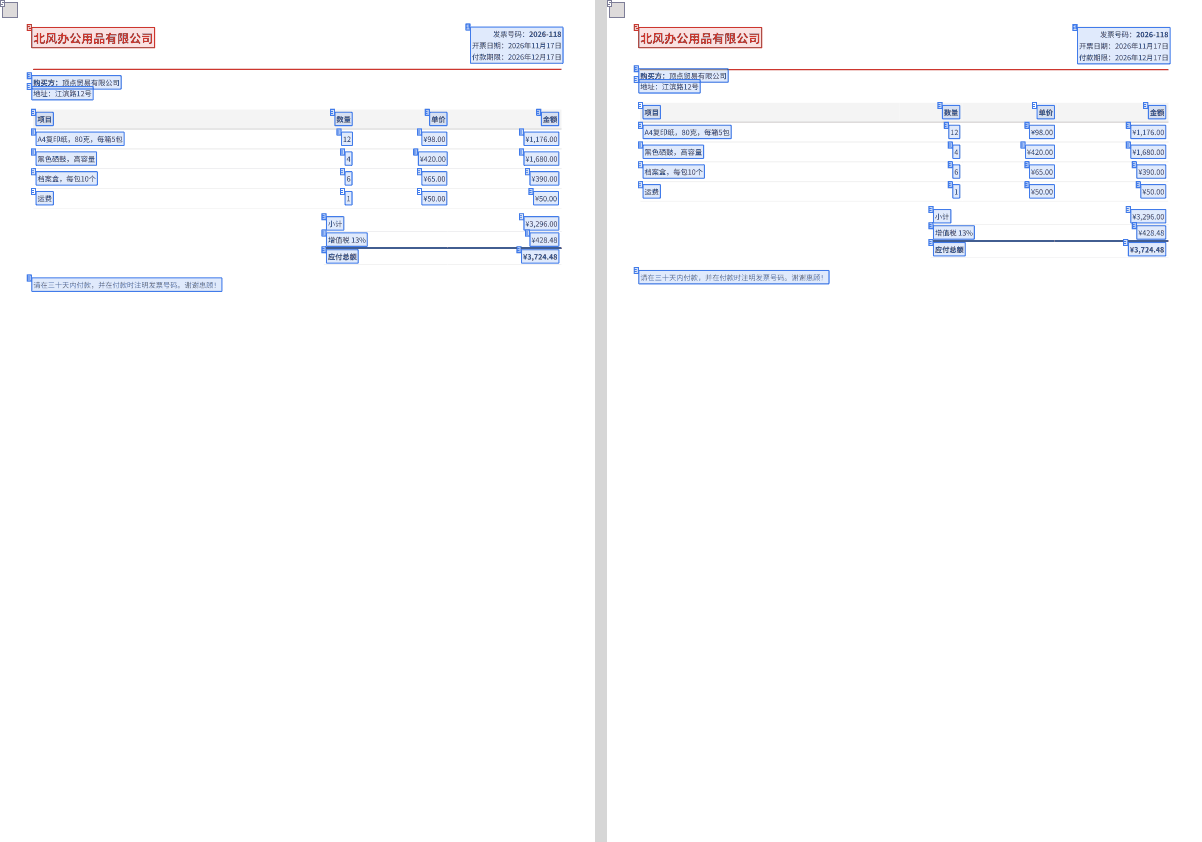 北风办公用品有限公司
发票号码：2026-118
开票日期：2026年11月17日
付款期限：2026年12月17日
购买方：顶点贸易有限公司
地址：江滨路12号
项目 数量 单价 金额
A4复印纸，80克，每箱5包 12 ¥98.00 ¥1,176.00
黑色硒鼓，高容量 4 ¥420.00 ¥1,680.00
档案盒，每包10个 6 ¥65.00 ¥390.00
运费 1 ¥50.00 ¥50.00
小计 ¥3,296.00
增值税 13% ¥428.48
应付总额 ¥3,724.48
请在三十天内付款，并在付款时注明发票号码。谢谢惠顾！
北风办公用品有限公司
发票号码：2026-118
开票日期：2026年11月17日
付款期限：2026年12月17日
购买方：顶点贸易有限公司
地址：江滨路12号
项目 数量 单价 金额
A4复印纸，80克，每箱5包 12 ¥98.00 ¥1,176.00
黑色硒鼓，高容量 4 ¥420.00 ¥1,680.00
档案盒，每包10个 6 ¥65.00 ¥390.00
运费 1 ¥50.00 ¥50.00
小计 ¥3,296.00
增值税 13% ¥428.48
应付总额 ¥3,724.48
请在三十天内付款，并在付款时注明发票号码。谢谢惠顾！